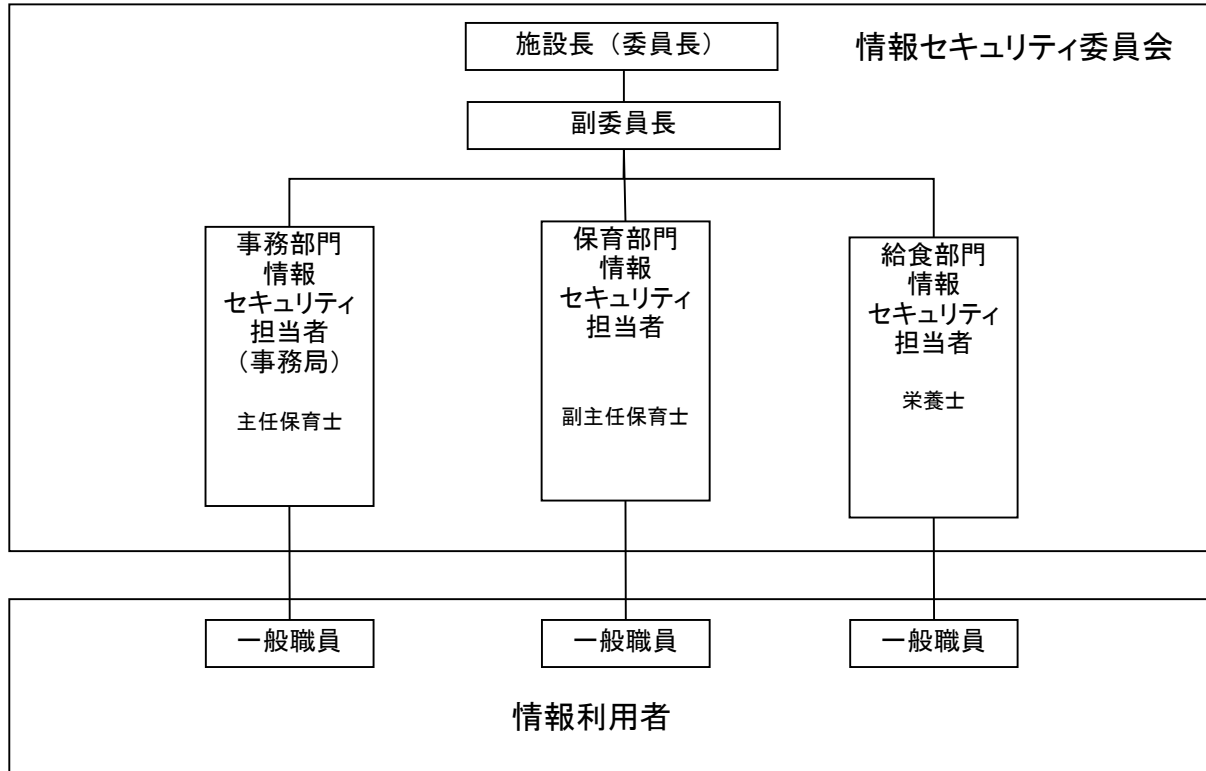 施設長（委員長）
情報セキュリティ委員会
副委員長
事務部門
情報
セキュリティ
担当者
（事務局）
主任保育士
保育部門
情報
セキュリティ
担当者
副主任保育士
給食部門
情報
セキュリティ
担当者
栄養士
一般職員
一般職員
一般職員
情報利用者